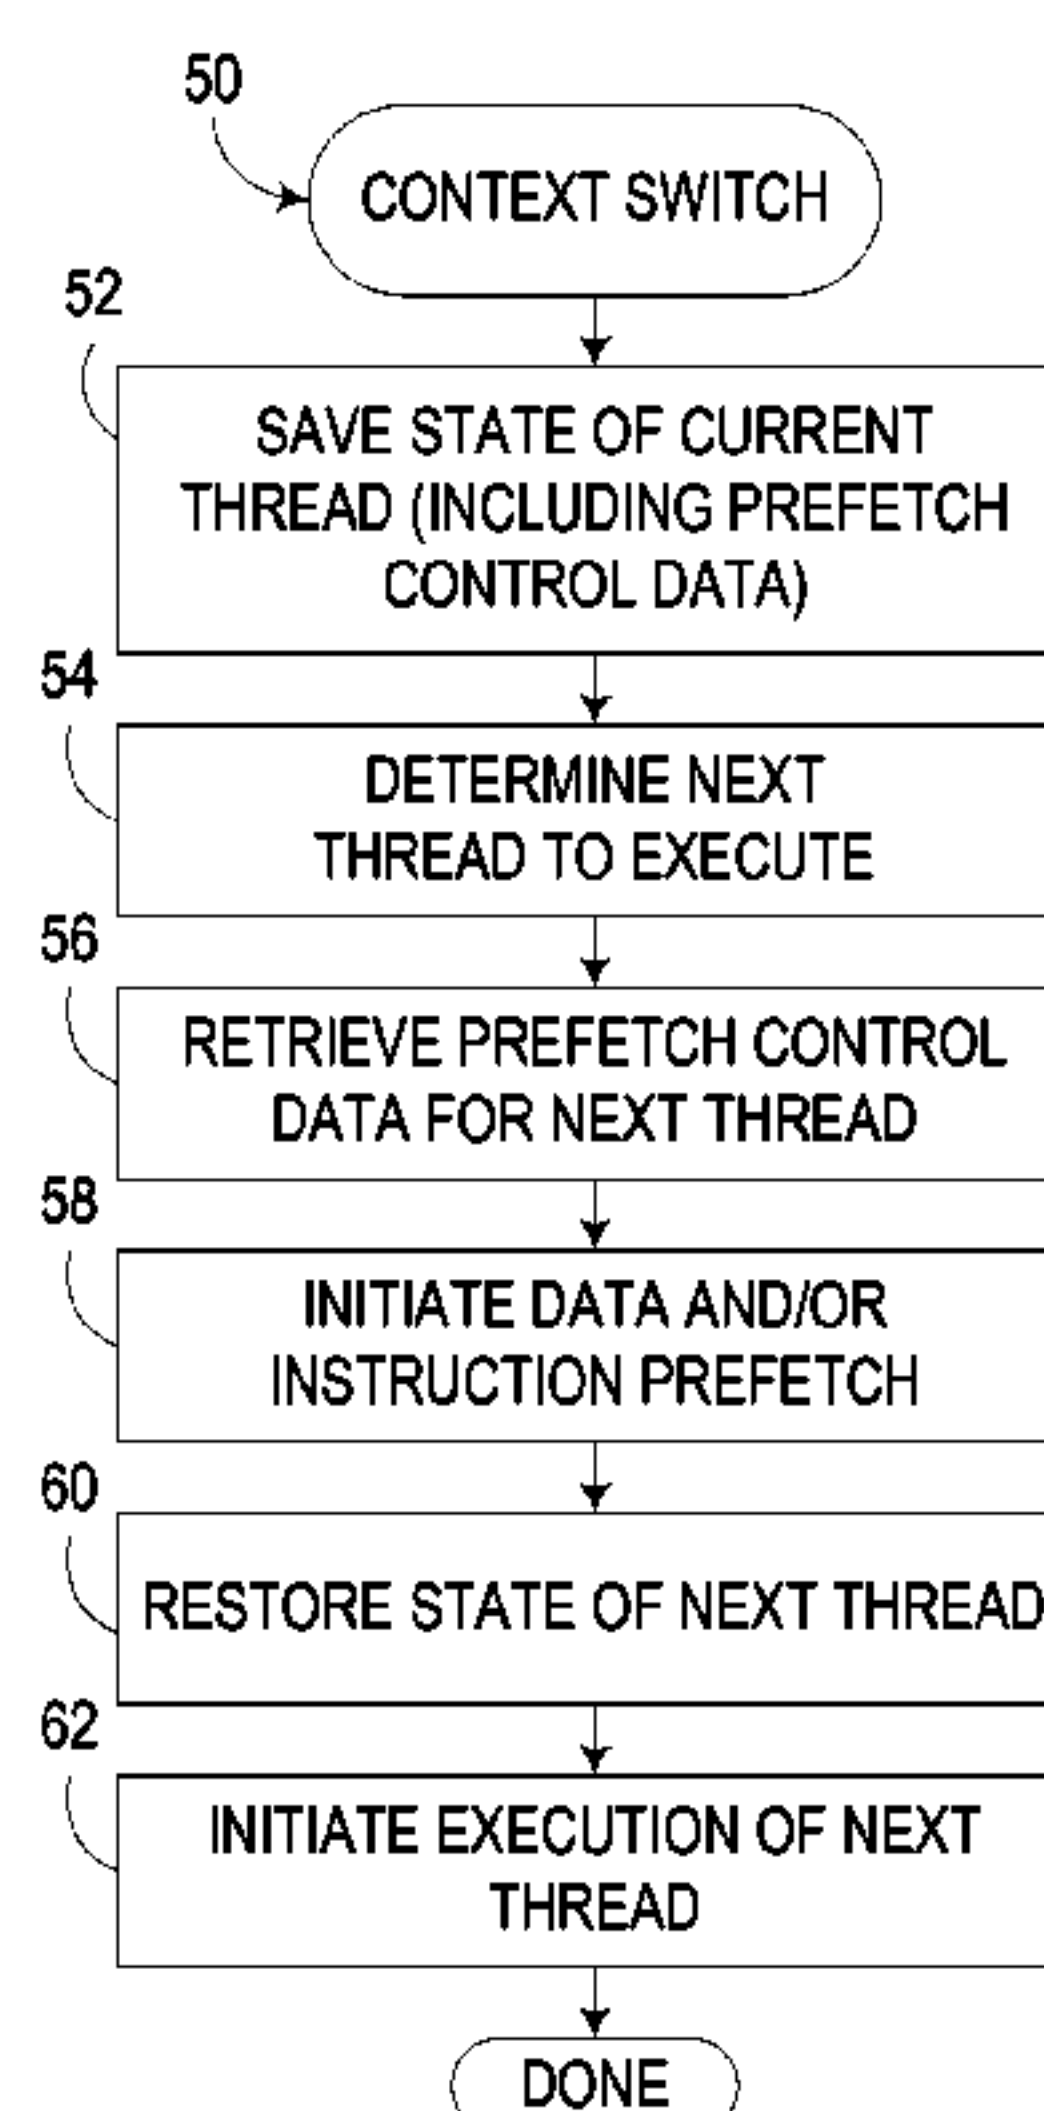 50
CONTEXT SWITCH
52
SAVE STATE OF CURRENT
THREAD (INCLUDING PREFETCH
CONTROL DATA)
54
DETERMINE NEXT
THREAD TO EXECUTE
56
RETRIEVE PREFETCH CONTROL
DATA FOR NEXT THREAD
58
INITIATE DATA AND/OR
INSTRUCTION PREFETCH
60
RESTORE STATE OF NEXT THREAD
62
INITIATE EXECUTION OF NEXT
THREAD
DONE